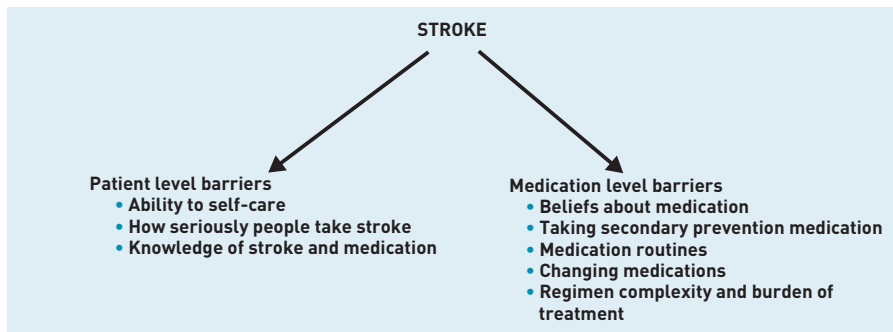 STROKE
Patient level barriers
• Ability to self-care
• How seriously people take stroke
• Knowledge of stroke and medication
Medication level barriers
• Beliefs about medication
• Taking secondary prevention medication
• Medication routines
• Changing medications
• Regimen complexity and burden of
treatment